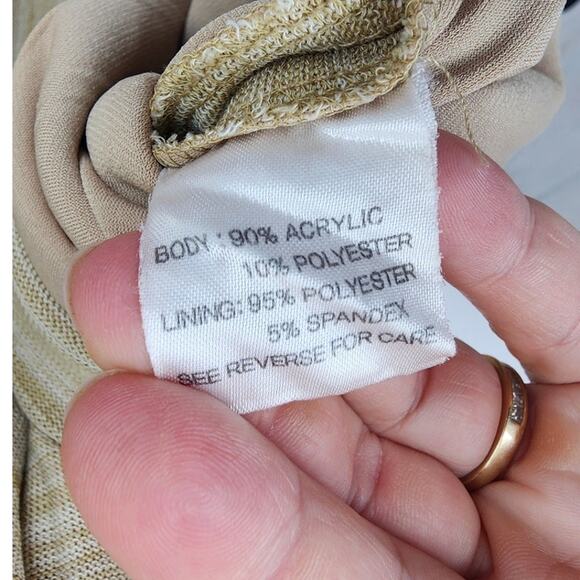 BODY : 90% ACRYLIC
10% POLYESTER
LINING: 95% POLYESTER
5% SPANDEX
SEE REVERSE FOR CARE